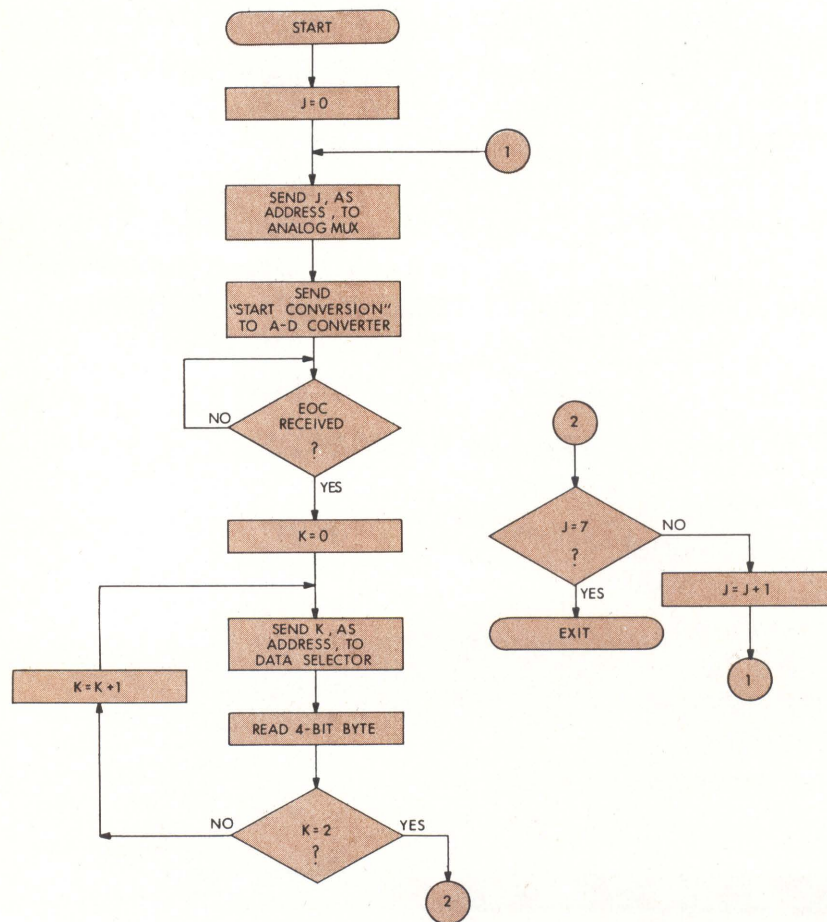 START
J=0
1
SEND J, AS
ADDRESS, TO
ANALOG MUX
SEND
"START CONVERSION"
TO A-D CONVERTER
EOC
RECEIVED
?
NO
YES
K=0
SEND K, AS
ADDRESS, TO
DATA SELECTOR
K=K+1
READ 4-BIT BYTE
K=2
?
NO
YES
2
2
J=7
?
NO
YES
J=J+1
EXIT
1